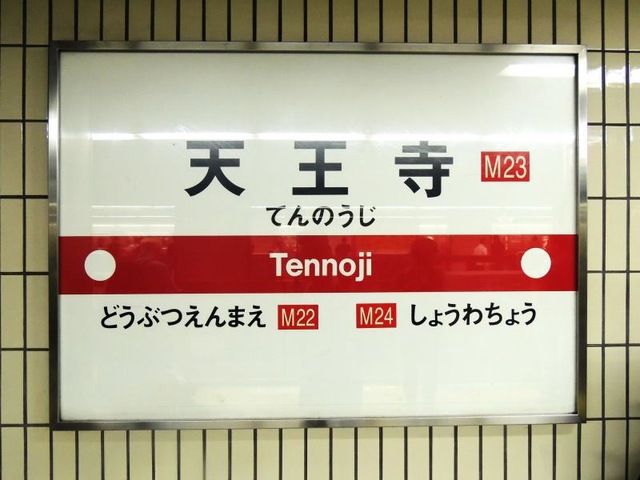 天王寺 M23
てんのうじ
Tennoji
どうぶつえんまえ M22 M24 しょうわちょう